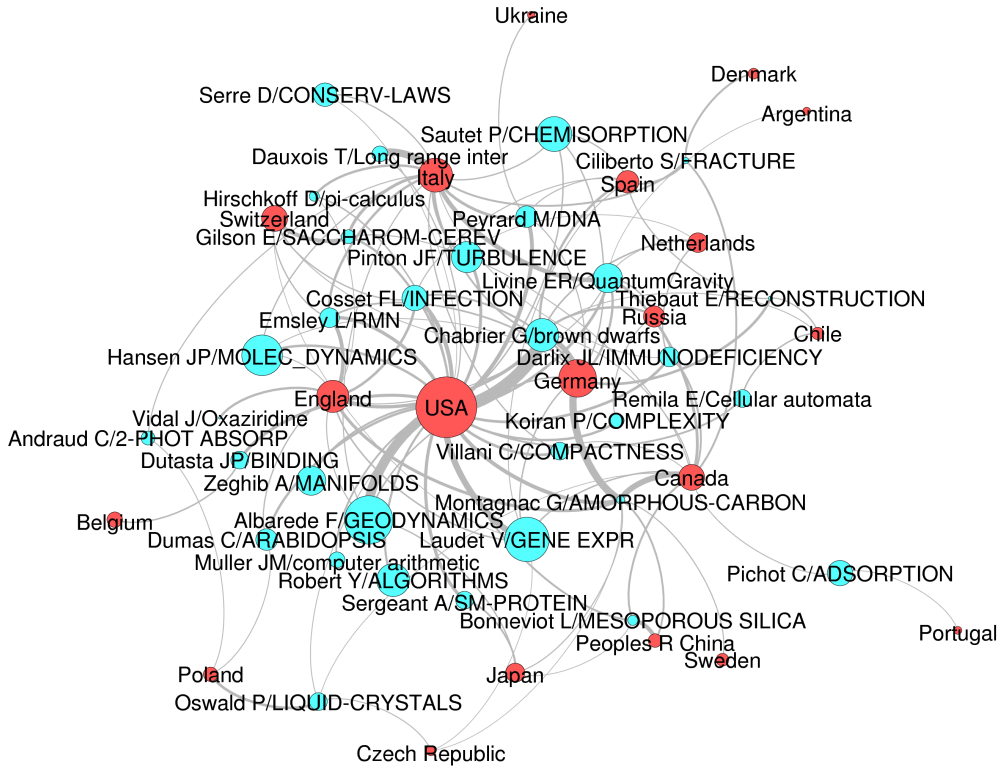 Ukraine
Denmark
Serre D/CONSERV-LAWS
Argentina
Sautet P/CHEMISORPTION
Dauxois T/Long range inter
Ciliberto S/FRACTURE
Italy
Spain
Hirschkoff D/pi-calculus
Switzerland
Peyrard M/DNA
Gilson E/SACCHAROM-CEREV
Netherlands
Pinton JF/TURBULENCE
Livine ER/QuantumGravity
Cosset FL/INFECTION
Thiebaut E/RECONSTRUCTION
Emsley L/RMN
Russia
Chabrier G/brown dwarfs
Chile
Hansen JP/MOLEC_DYNAMICS
Darlix JL/IMMUNODEFICIENCY
Germany
England
Remila E/Cellular automata
USA
Vidal J/Oxaziridine
Koiran P/COMPLEXITY
Andraud C/2-PHOT ABSORP
Villani C/COMPACTNESS
Dutasta JP/BINDING
Canada
Zeghib A/MANIFOLDS
Montagnac G/AMORPHOUS-CARBON
Belgium
Albarede F/GEODYNAMICS
Dumas C/ARABIDOPSIS
Laudet V/GENE EXPR
Muller JM/computer arithmetic
Pichot C/ADSORPTION
Robert Y/ALGORITHMS
Sergeant A/SM-PROTEIN
Bonneviot L/MESOPOROUS SILICA
Portugal
Peoples R China
Sweden
Poland
Japan
Oswald P/LIQUID-CRYSTALS
Czech Republic